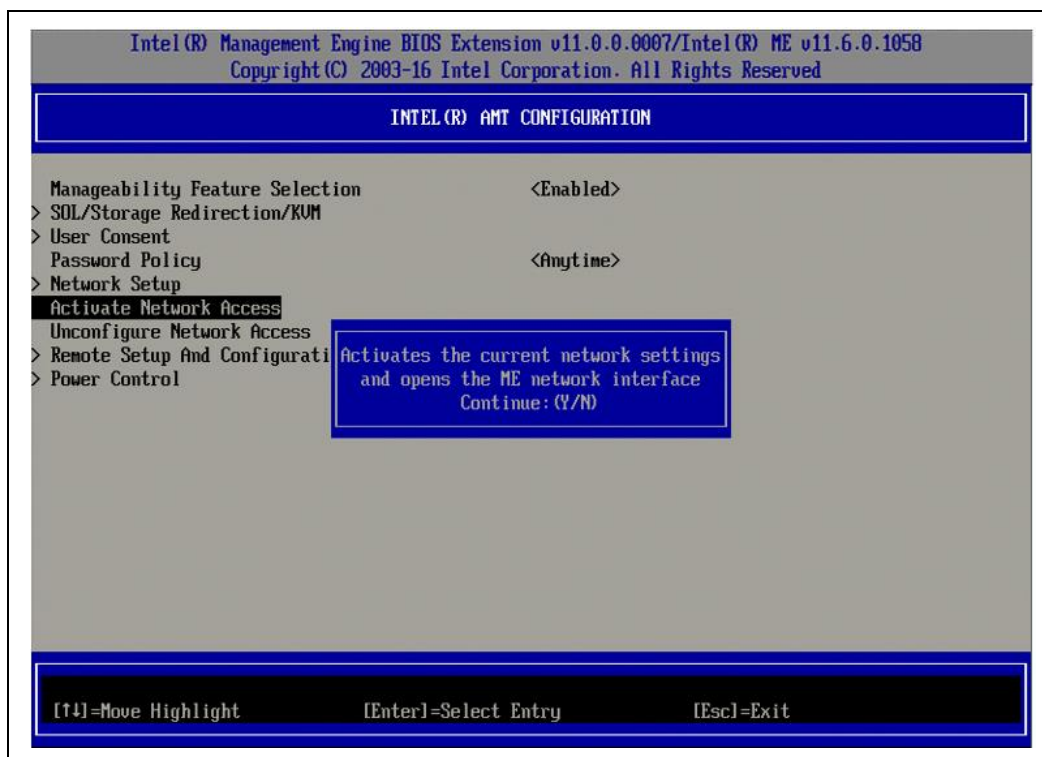 Intel(R) Management Engine BIOS Extension v11.0.0.0007/Intel(R) ME v11.6.0.1058
Copyright(C) 2003-16 Intel Corporation. All Rights Reserved
INTEL(R) AMT CONFIGURATION
Manageability Feature Selection <Enabled>
> SOL/Storage Redirection/KVM
> User Consent
Password Policy <Anytime>
> Network Setup
Activate Network Access
Unconfigure Network Access
> Remote Setup And Configurati
> Power Control
Activates the current network settings
and opens the ME network interface
Continue:(Y/N)
[↑↓]=Move Highlight [Enter]=Select Entry [Esc]=Exit